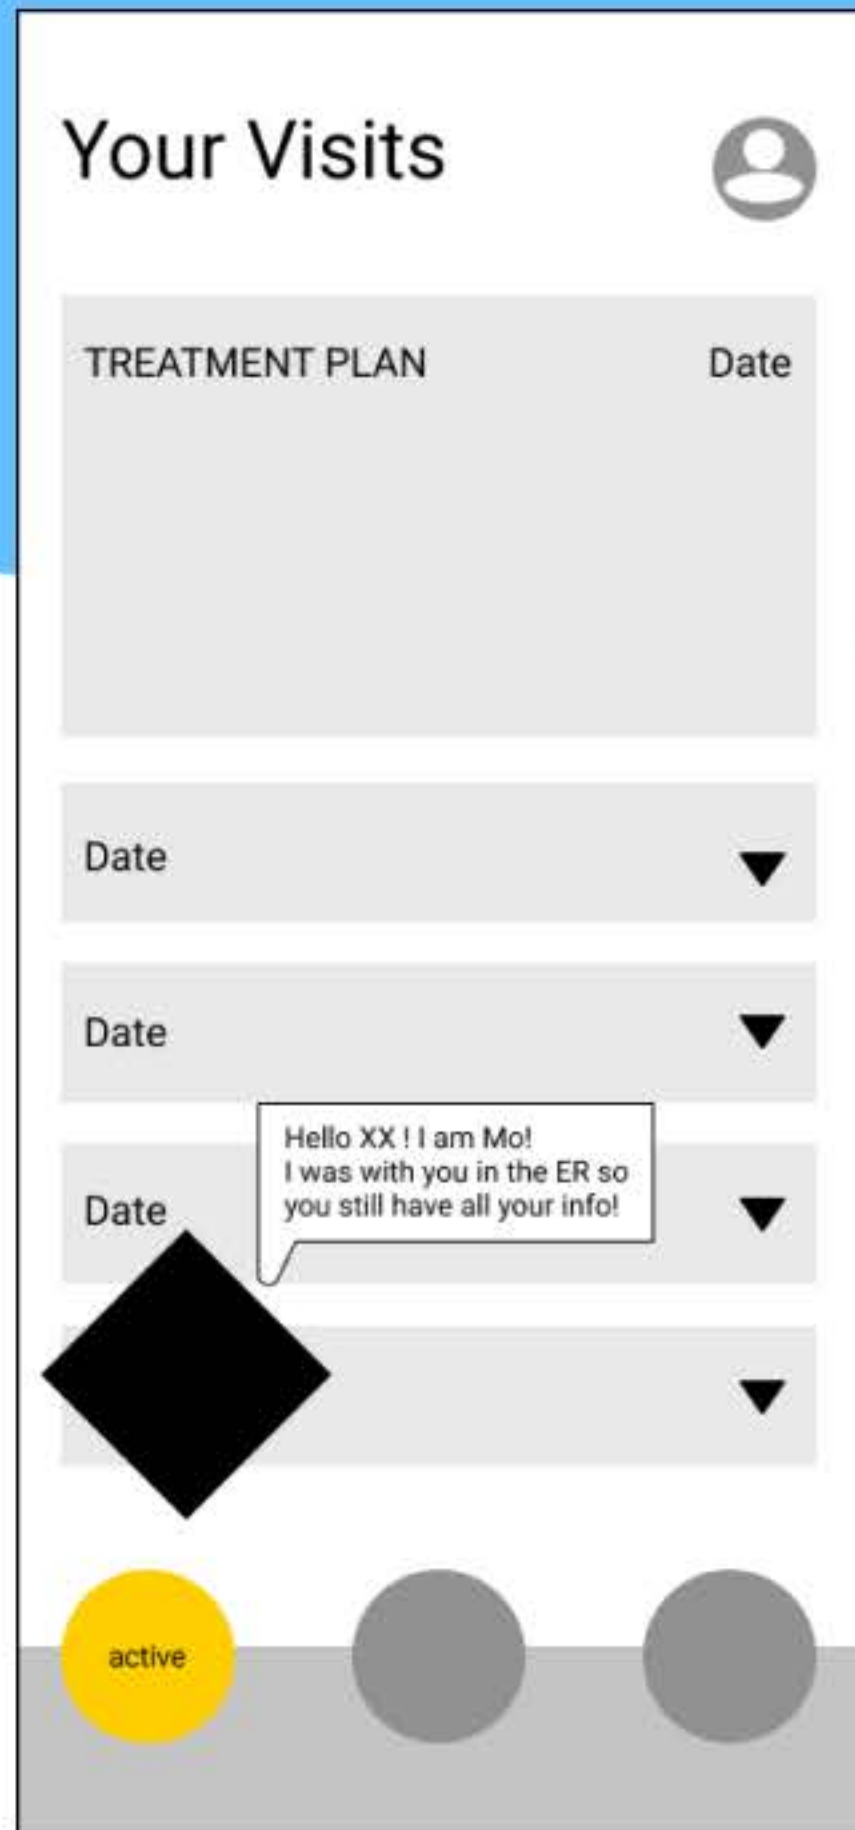 Your Visits
TREATMENT PLAN Date
Date
Date
Hello XX ! I am Mo!
I was with you in the ER so
you still have all your info!
Date
active